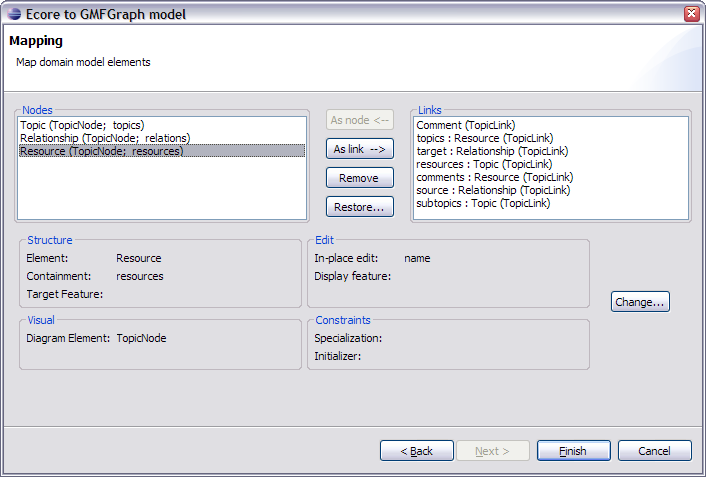 Ecore to GMFGraph model
Mapping
Map domain model elements
Nodes
Topic (TopicNode;  topics)
Relationship (TopicNode;  relations)
Resource (TopicNode;  resources)
As node <--
As link  -->
Remove
Restore...
Links
Comment (TopicLink)
topics : Resource (TopicLink)
target : Relationship (TopicLink)
resources : Topic (TopicLink)
comments : Resource (TopicLink)
source : Relationship (TopicLink)
subtopics : Topic (TopicLink)
Structure
Element: Resource
Containment: resources
Target Feature:
Edit
In-place edit: name
Display feature:
Change...
Visual
Diagram Element: TopicNode
Constraints
Specialization:
Initializer:
< Back
Next >
Finish
Cancel